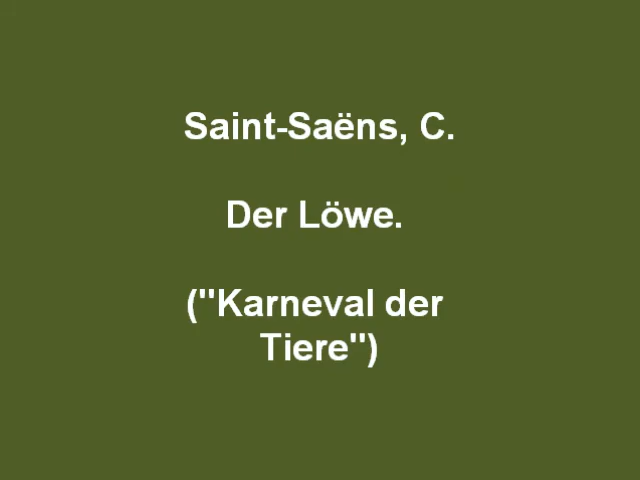 Saint-Saëns, C.
Der Löwe.
("Karneval der
Tiere")